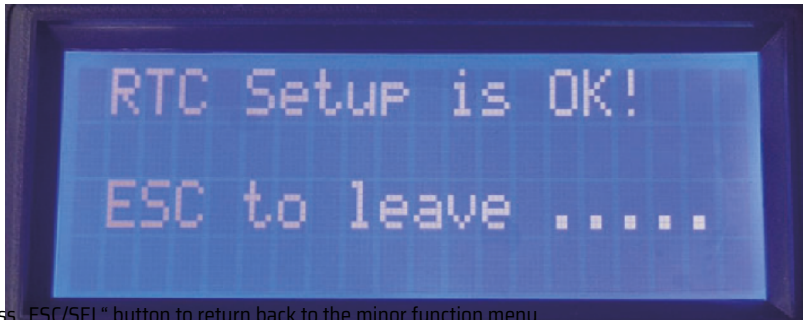 RTC Setup is OK!
ESC to leave .....
„ESC/SEL" button to return back to the minor function menu